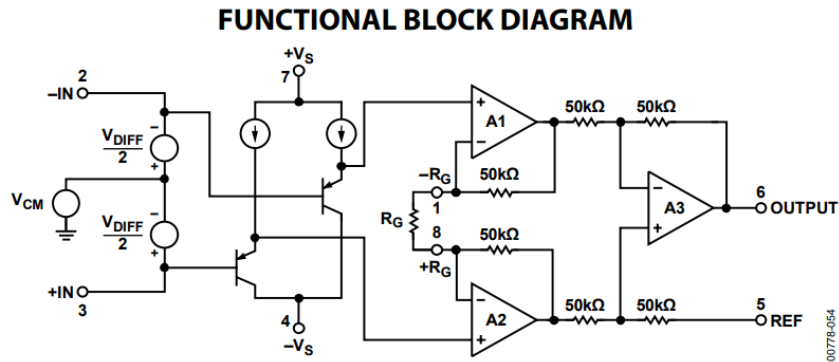 FUNCTIONAL BLOCK DIAGRAM
+VS
7
2
–IN
VDIFF
2
–
+
VCM
VDIFF
2
–
+
+IN
3
4
–VS
+
–
A1
50kΩ
50kΩ
50kΩ
–RG
1
RG
8
+RG
50kΩ
–
+
A2
50kΩ
50kΩ
–
+
A3
6
OUTPUT
5
REF
00778-054